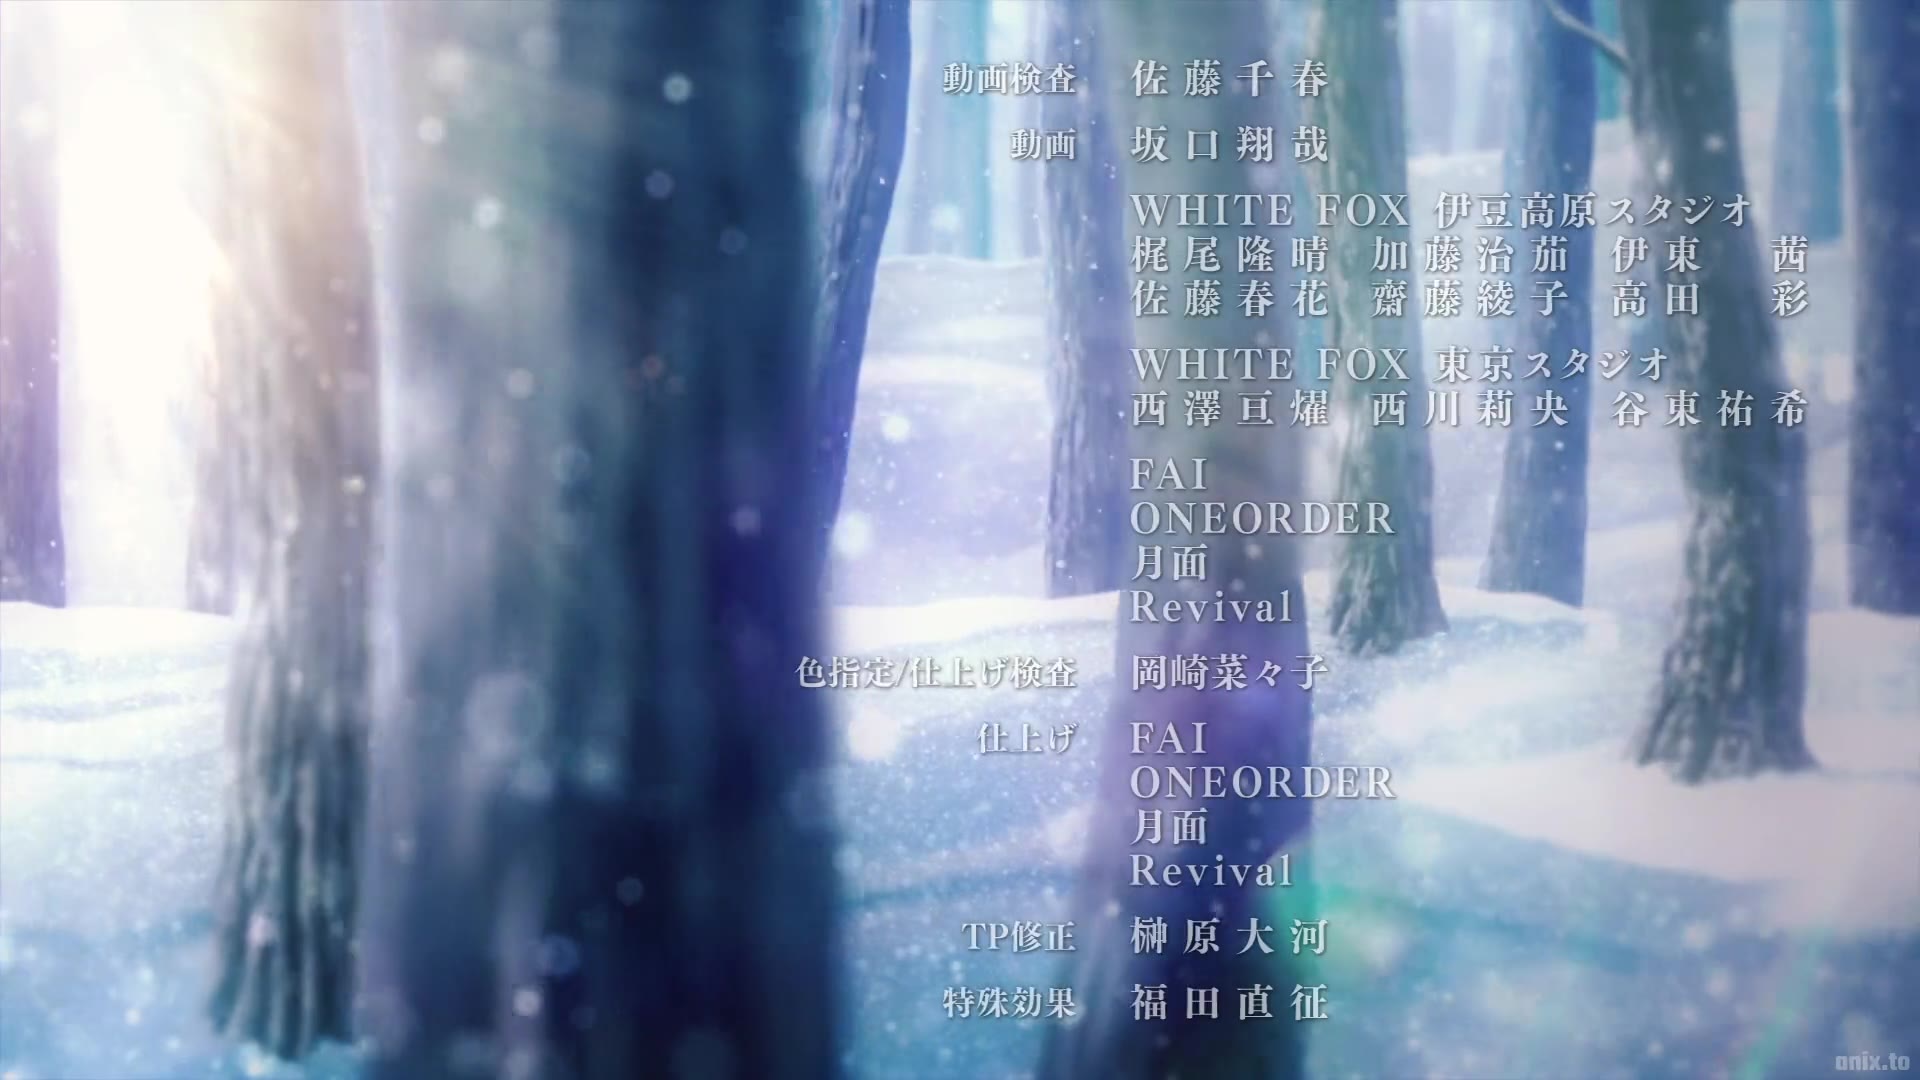 動画検査 佐藤千春
動画 坂口翔哉
WHITE FOX 伊豆高原スタジオ
梶尾隆晴 加藤治茄 伊東 茜
佐藤春花 齋藤綾子 高田 彩
WHITE FOX 東京スタジオ
西澤亘燿 西川莉央 谷東祐希
FAI
ONEORDER
月面
Revival
色指定/仕上げ検査 岡崎菜々子
仕上げ FAI
ONEORDER
月面
Revival
TP修正 榊原大河
特殊効果 福田直征
anix.to